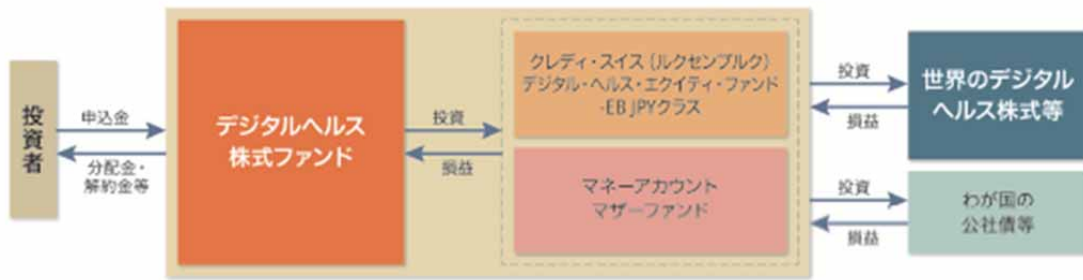 投資者
申込金
分配金・
解約金等
デジタルヘルス
株式ファンド
投資
損益
クレディ・スイス（ルクセンブルク）
デジタル・ヘルス・エクイティ・ファンド
-EB JPYクラス
マネーアカウント
マザーファンド
投資
損益
世界のデジタル
ヘルス株式等
投資
損益
わが国の
公社債等